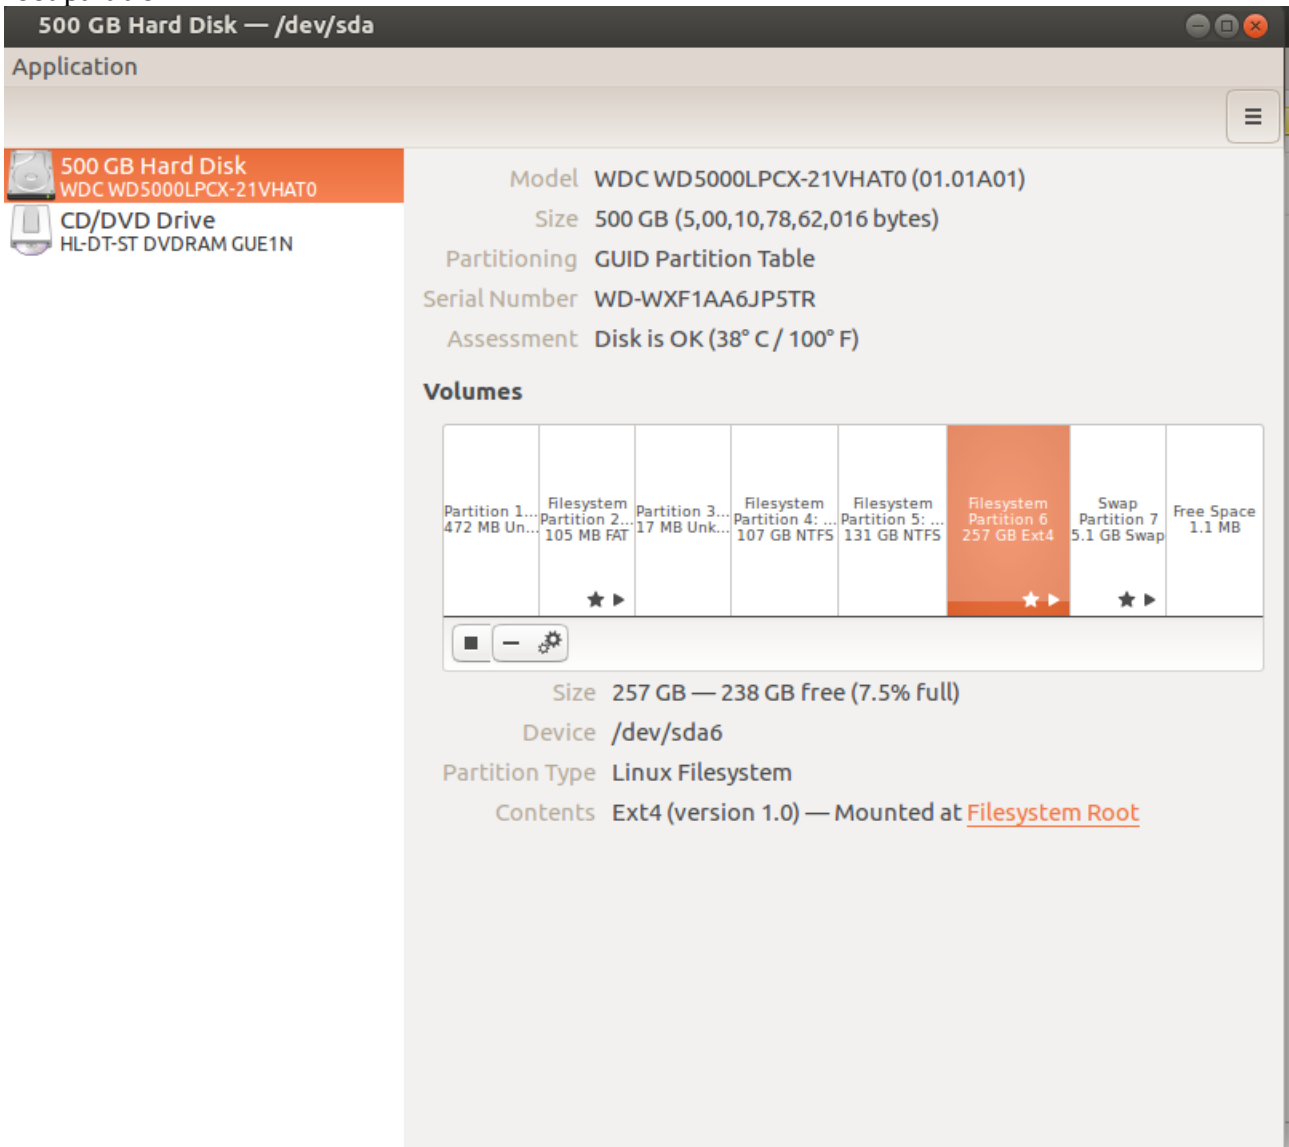 500 GB Hard Disk — /dev/sda
Application
500 GB Hard Disk
WDC WD5000LPCX-21VHAT0
CD/DVD Drive
HL-DT-ST DVDRAM GUE1N
Model WDC WD5000LPCX-21VHAT0 (01.01A01)
Size 500 GB (5,00,10,78,62,016 bytes)
Partitioning GUID Partition Table
Serial Number WD-WXF1AA6JP5TR
Assessment Disk is OK (38° C / 100° F)
Volumes
Partition 1...
472 MB Un...
Filesystem
Partition 2...
105 MB FAT
Partition 3...
17 MB Unk...
Filesystem
Partition 4: ...
107 GB NTFS
Filesystem
Partition 5: ...
131 GB NTFS
Filesystem
Partition 6
257 GB Ext4
Swap
Partition 7
5.1 GB Swap
Free Space
1.1 MB
Size 257 GB — 238 GB free (7.5% full)
Device /dev/sda6
Partition Type Linux Filesystem
Contents Ext4 (version 1.0) — Mounted at Filesystem Root